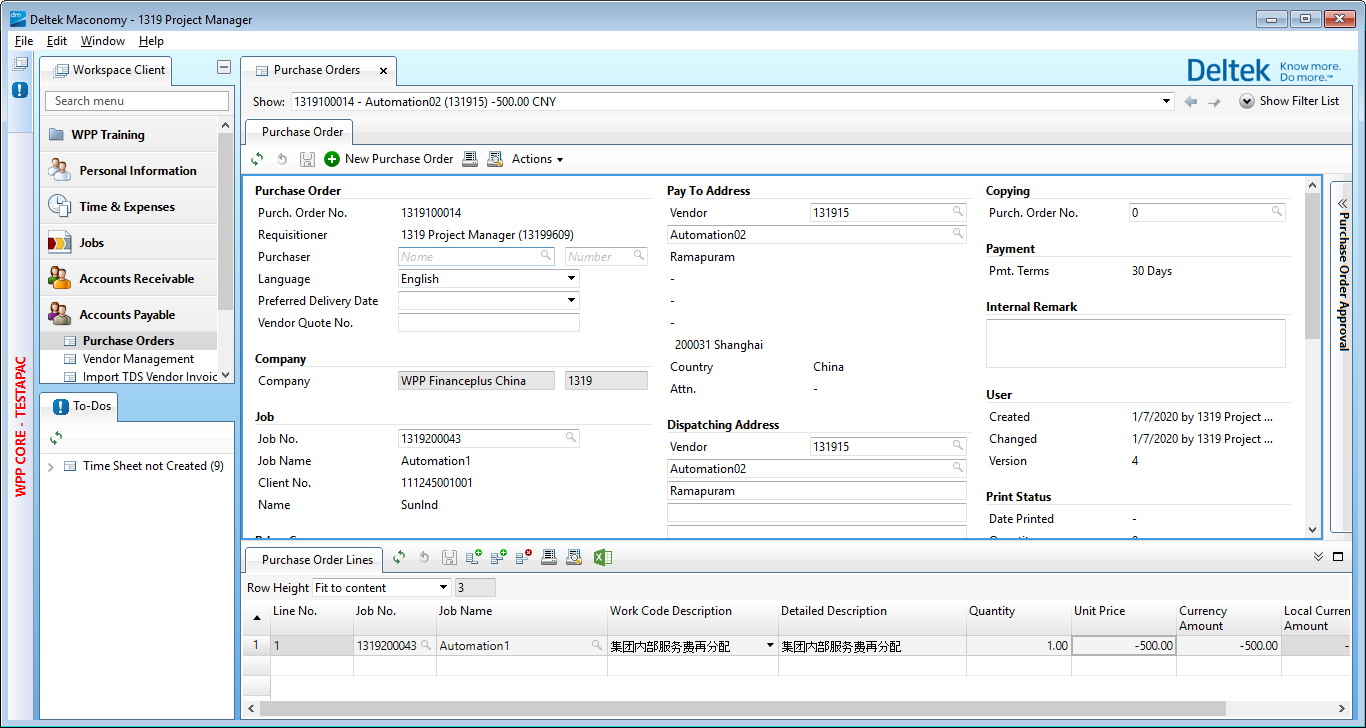 Deltek Maconomy - 1319 Project Manager
File Edit Window Help
Workspace Client
Search menu
WPP Training
Personal Information
Time & Expenses
Jobs
Accounts Receivable
Accounts Payable
Purchase Orders
Vendor Management
Import TDS Vendor Invoic
To-Dos
Time Sheet not Created (9)
WPP CORE - TESTAPAC
Purchase Orders
Deltek Know more.
Do more.™
Show: 1319100014 - Automation02 (131915) -500.00 CNY
Show Filter List
Purchase Order
New Purchase Order Actions
Purchase Order
Purch. Order No. 1319100014
Requisitioner 1319 Project Manager (13199609)
Purchaser Name Number
Language English
Preferred Delivery Date
Vendor Quote No.
Company
Company WPP Financeplus China 1319
Job
Job No. 1319200043
Job Name Automation1
Client No. 111245001001
Name SunInd
Pay To Address
Vendor 131915
Automation02
Ramapuram
-
-
-
200031 Shanghai
Country China
Attn. -
Dispatching Address
Vendor 131915
Automation02
Ramapuram
Copying
Purch. Order No. 0
Payment
Pmt. Terms 30 Days
Internal Remark
User
Created 1/7/2020 by 1319 Project ...
Changed 1/7/2020 by 1319 Project ...
Version 4
Print Status
Date Printed -
Purchase Order Approval
Purchase Order Lines
Row Height Fit to content 3
Line No. Job No. Job Name Work Code Description Detailed Description Quantity Unit Price Currency Amount Local Curren Amount
1 1 1319200043 Automation1 集团内部服务费再分配 集团内部服务费再分配 1.00 -500.00 -500.00 -